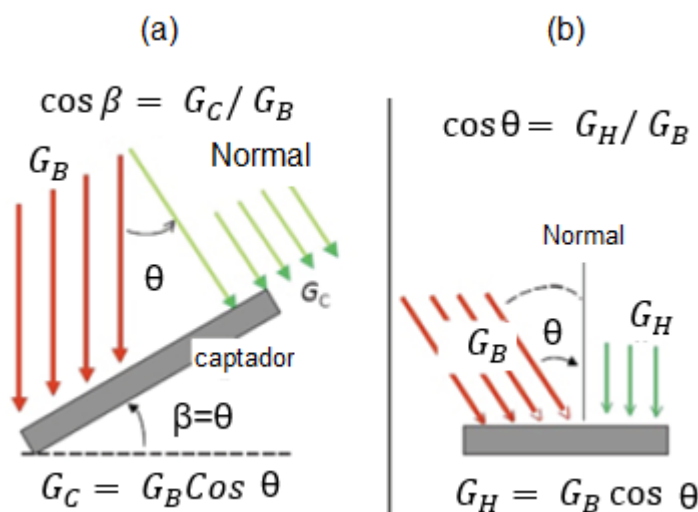 (a)
cos β = G_C / G_B
G_B
Normal
θ
G_C
captador
β=θ
G_C = G_B Cos θ
(b)
cos θ = G_H / G_B
Normal
G_B
θ
G_H
G_H = G_B cos θ